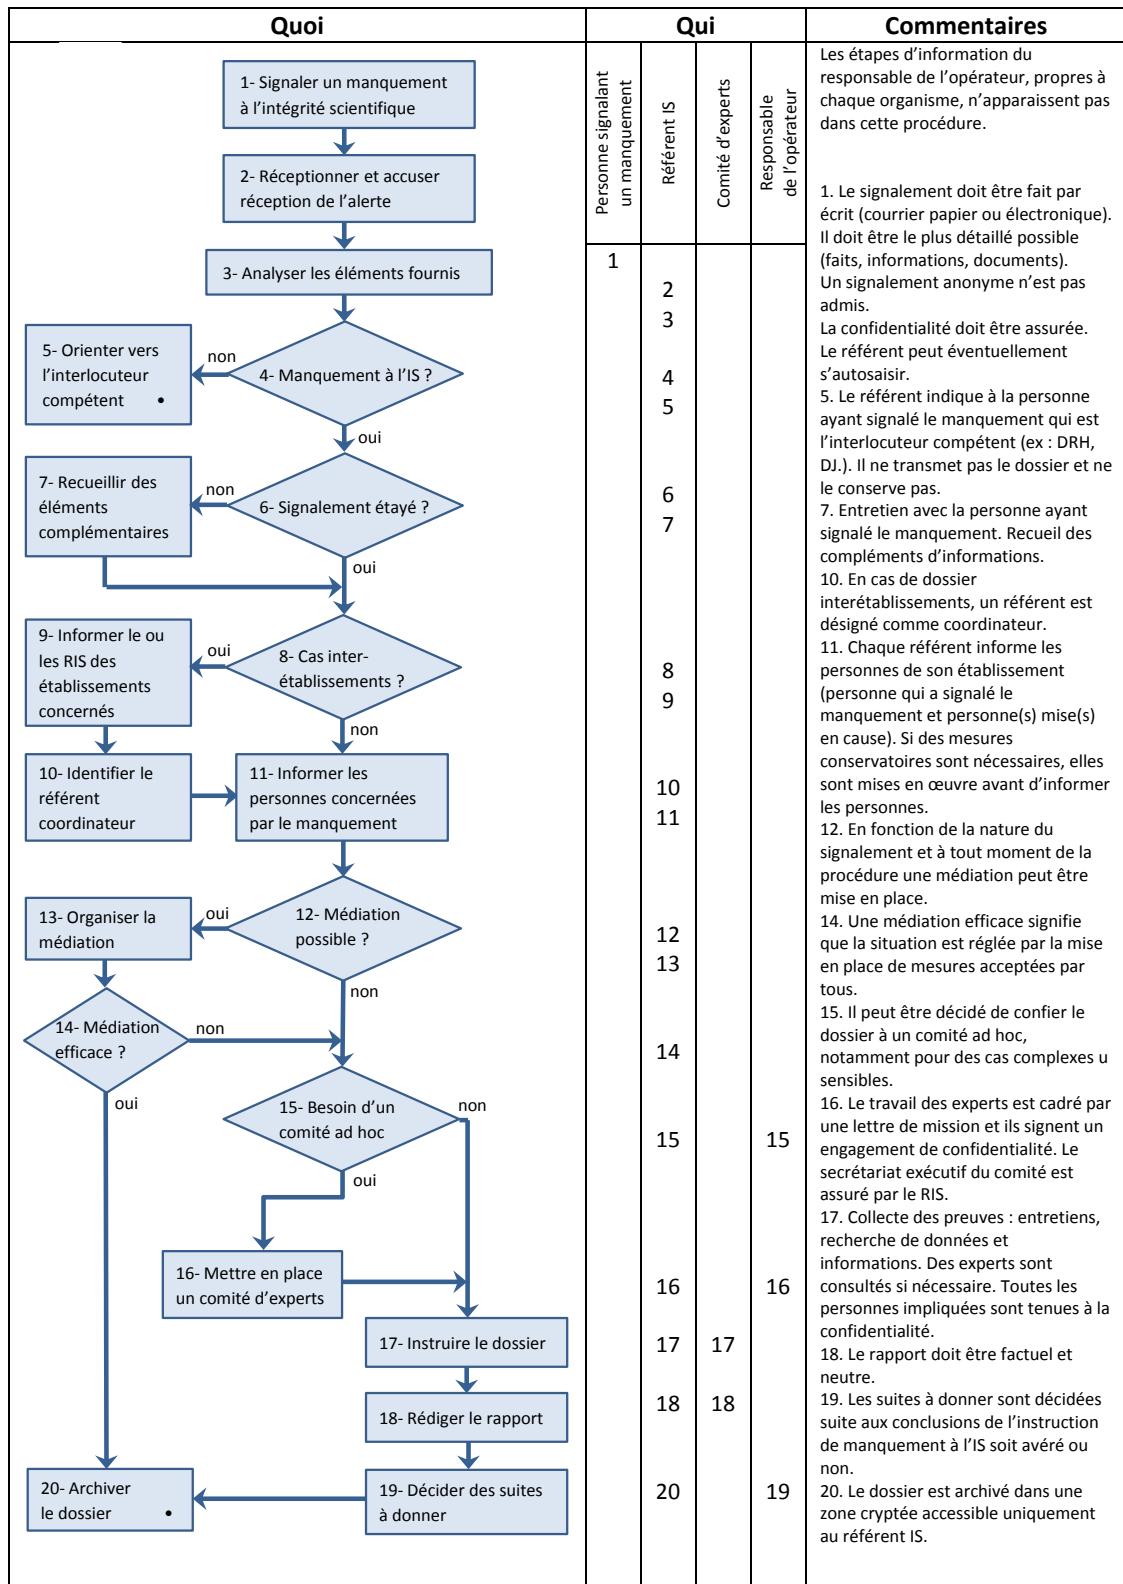 Quoi
Qui
Commentaires
1- Signaler un manquement
à l’intégrité scientifique
2- Réceptionner et accuser
réception de l’alerte
3- Analyser les éléments fournis
4- Manquement à l’IS ?
non
5- Orienter vers
l’interlocuteur
compétent •
oui
6- Signalement étayé ?
non
7- Recueillir des
éléments
complémentaires
oui
8- Cas inter-
établissements ?
oui
9- Informer le ou
les RIS des
établissements
concernés
non
10- Identifier le
référent
coordinateur
11- Informer les
personnes concernées
par le manquement
12- Médiation
possible ?
oui
13- Organiser la
médiation
non
14- Médiation
efficace ?
non
oui
15- Besoin d’un
comité ad hoc
non
oui
16- Mettre en place
un comité d’experts
17- Instruire le dossier
18- Rédiger le rapport
19- Décider des suites
à donner
20- Archiver
le dossier •
Personne signalant
un manquement
Référent IS
Comité d’experts
Responsable
de l’opérateur
1
2
3
4
5
6
7
8
9
10
11
12
13
14
15 15
16 16
17 17
18 18
20 19
Les étapes d’information du
responsable de l’opérateur, propres à
chaque organisme, n’apparaissent pas
dans cette procédure.
1. Le signalement doit être fait par
écrit (courrier papier ou électronique).
Il doit être le plus détaillé possible
(faits, informations, documents).
Un signalement anonyme n’est pas
admis.
La confidentialité doit être assurée.
Le référent peut éventuellement
s’autosaisir.
5. Le référent indique à la personne
ayant signalé le manquement qui est
l’interlocuteur compétent (ex : DRH,
DJ.). Il ne transmet pas le dossier et ne
le conserve pas.
7. Entretien avec la personne ayant
signalé le manquement. Recueil des
compléments d’informations.
10. En cas de dossier
interétablissements, un référent est
désigné comme coordinateur.
11. Chaque référent informe les
personnes de son établissement
(personne qui a signalé le
manquement et personne(s) mise(s)
en cause). Si des mesures
conservatoires sont nécessaires, elles
sont mises en œuvre avant d’informer
les personnes.
12. En fonction de la nature du
signalement et à tout moment de la
procédure une médiation peut être
mise en place.
14. Une médiation efficace signifie
que la situation est réglée par la mise
en place de mesures acceptées par
tous.
15. Il peut être décidé de confier le
dossier à un comité ad hoc,
notamment pour des cas complexes u
sensibles.
16. Le travail des experts est cadré par
une lettre de mission et ils signent un
engagement de confidentialité. Le
secrétariat exécutif du comité est
assuré par le RIS.
17. Collecte des preuves : entretiens,
recherche de données et
informations. Des experts sont
consultés si nécessaire. Toutes les
personnes impliquées sont tenues à la
confidentialité.
18. Le rapport doit être factuel et
neutre.
19. Les suites à donner sont décidées
suite aux conclusions de l’instruction
de manquement à l’IS soit avéré ou
non.
20. Le dossier est archivé dans une
zone cryptée accessible uniquement
au référent IS.